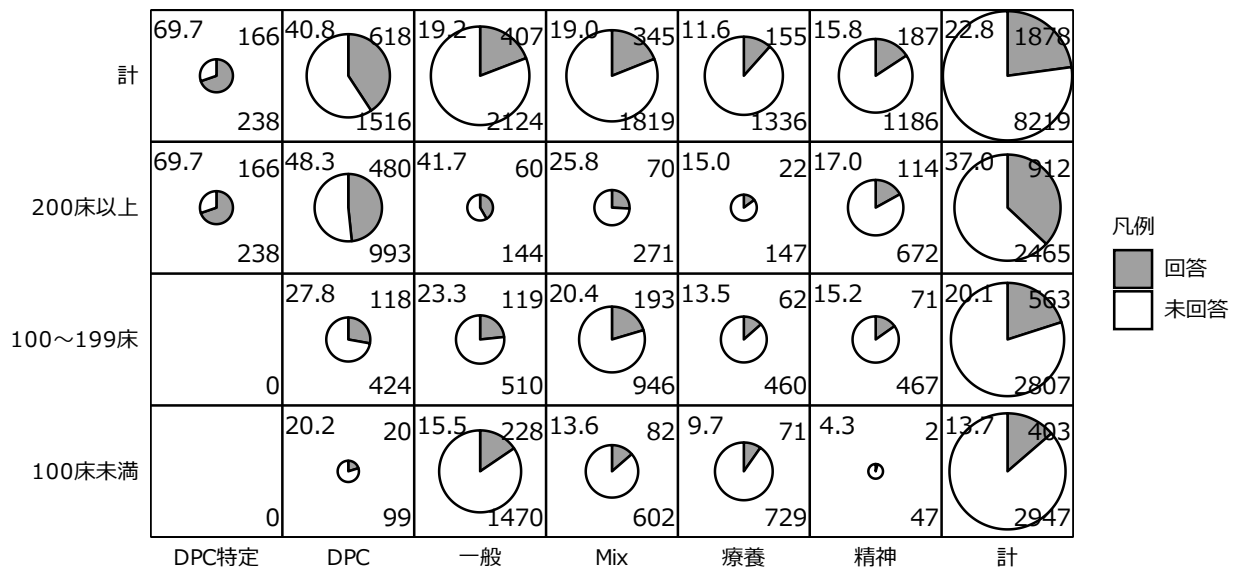 69.7 166 40.8 618 19.2 407 19.0 345 11.6 155 15.8 187 22.8 1878
計
238 1516 2124 1819 1336 1186 8219
69.7 166 48.3 480 41.7 60 25.8 70 15.0 22 17.0 114 37.0 912
200床以上
238 993 144 271 147 672 2465
凡例
回答
未回答
27.8 118 23.3 119 20.4 193 13.5 62 15.2 71 20.1 563
100～199床
0 424 510 946 460 467 2807
20.2 20 15.5 228 13.6 82 9.7 71 4.3 2 13.7 403
100床未満
0 99 1470 602 729 47 2947
DPC特定 DPC 一般 Mix 療養 精神 計